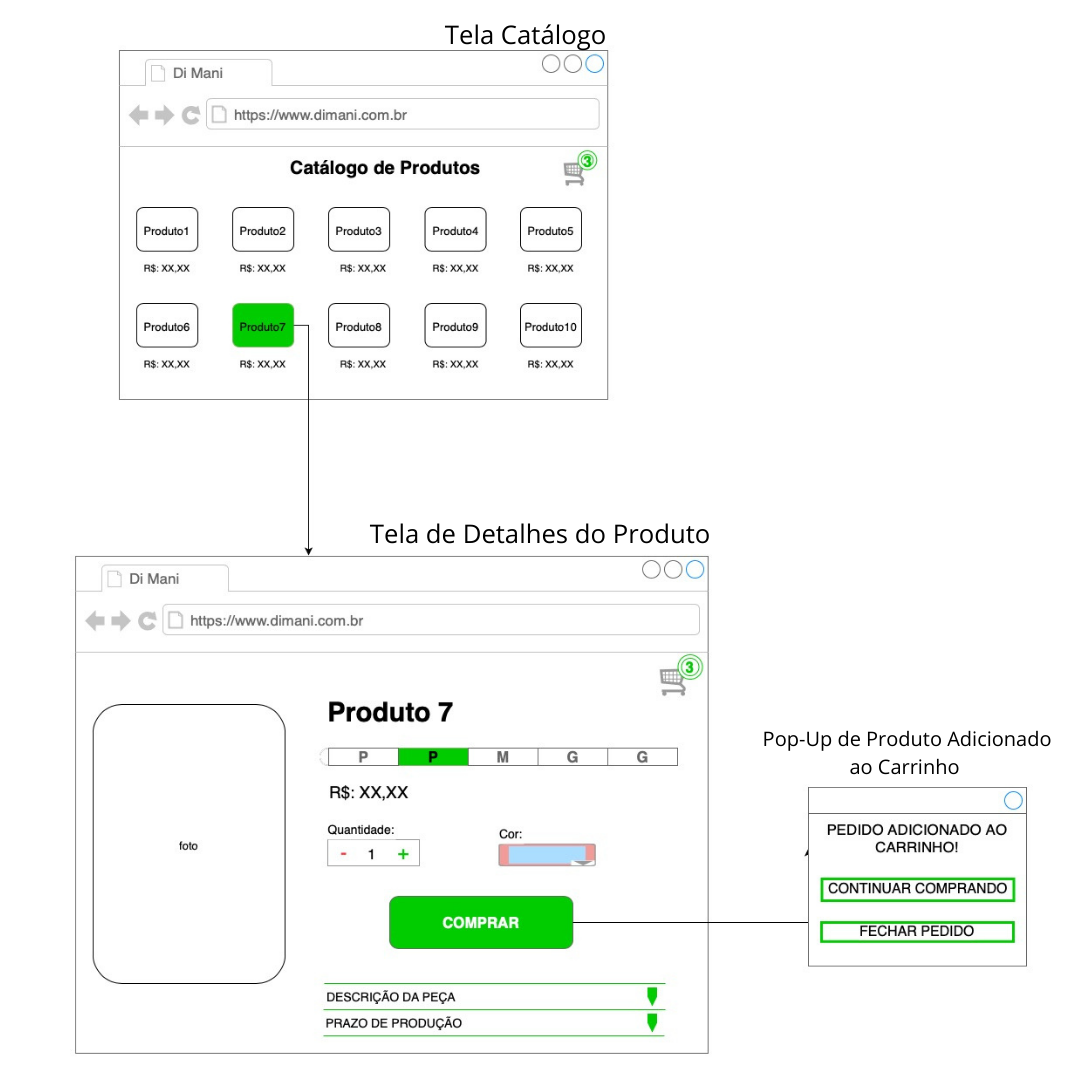 Tela Catálogo
Di Mani
https://www.dimani.com.br
Catálogo de Produtos
3
Produto1 Produto2 Produto3 Produto4 Produto5
R$: XX,XX R$: XX,XX R$: XX,XX R$: XX,XX R$: XX,XX
Produto6 Produto7 Produto8 Produto9 Produto10
R$: XX,XX R$: XX,XX R$: XX,XX R$: XX,XX R$: XX,XX
Tela de Detalhes do Produto
Di Mani
https://www.dimani.com.br
3
foto
Produto 7
P P M G G
R$: XX,XX
Quantidade:
- 1 +
Cor:
COMPRAR
DESCRIÇÃO DA PEÇA
PRAZO DE PRODUÇÃO
Pop-Up de Produto Adicionado
ao Carrinho
PEDIDO ADICIONADO AO
CARRINHO!
CONTINUAR COMPRANDO
FECHAR PEDIDO